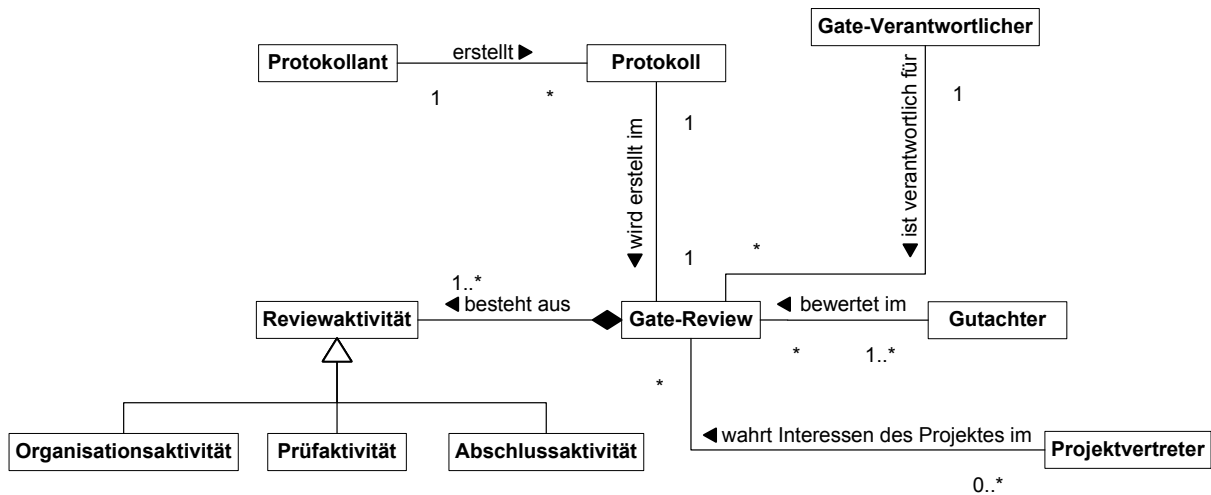 Gate-Verantwortlicher
Protokollant
erstellt
Protokoll
1
*
1
1
wird erstellt im
ist verantwortlich für
1
*
1..*
Reviewaktivität
besteht aus
Gate-Review
bewertet im
Gutachter
*
*
1..*
Organisationsaktivität
Prüfaktivität
Abschlussaktivität
wahrt Interessen des Projektes im
Projektvertreter
0..*